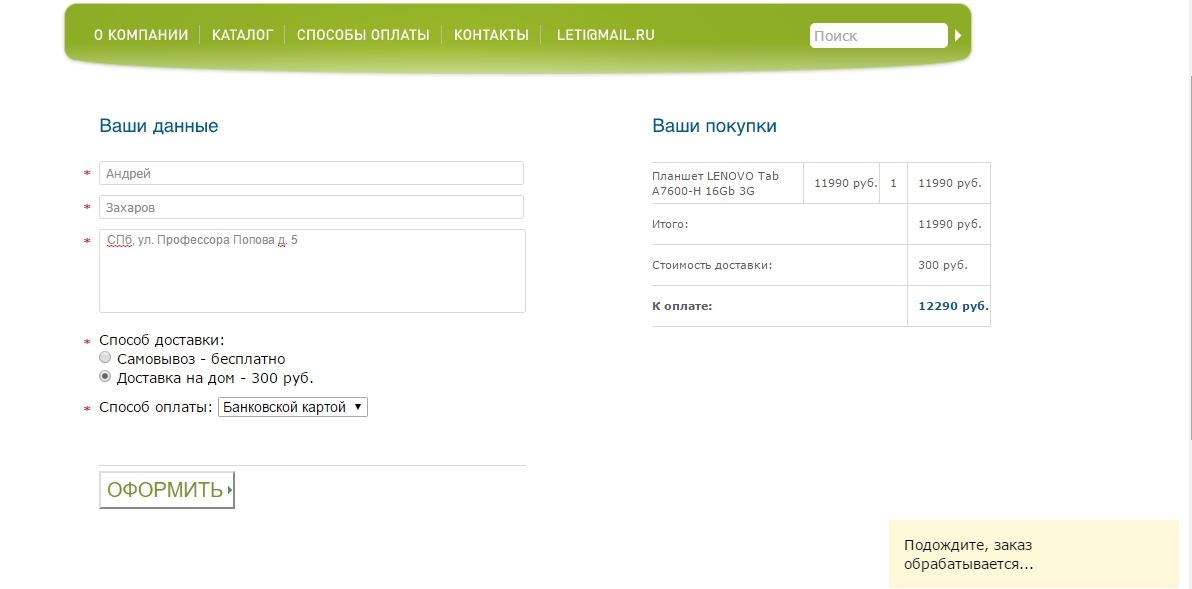 О КОМПАНИИ КАТАЛОГ СПОСОБЫ ОПЛАТЫ КОНТАКТЫ LETI@MAIL.RU Поиск
Ваши данные
* Андрей
* Захаров
* СПб, ул. Профессора Попова д. 5
* Способ доставки:
Самовывоз - бесплатно
Доставка на дом - 300 руб.
* Способ оплаты: Банковской картой
ОФОРМИТЬ
Ваши покупки
Планшет LENOVO Tab
A7600-H 16Gb 3G
11990 руб. 1 11990 руб.
Итого: 11990 руб.
Стоимость доставки: 300 руб.
К оплате: 12290 руб.
Подождите, заказ
обрабатывается...